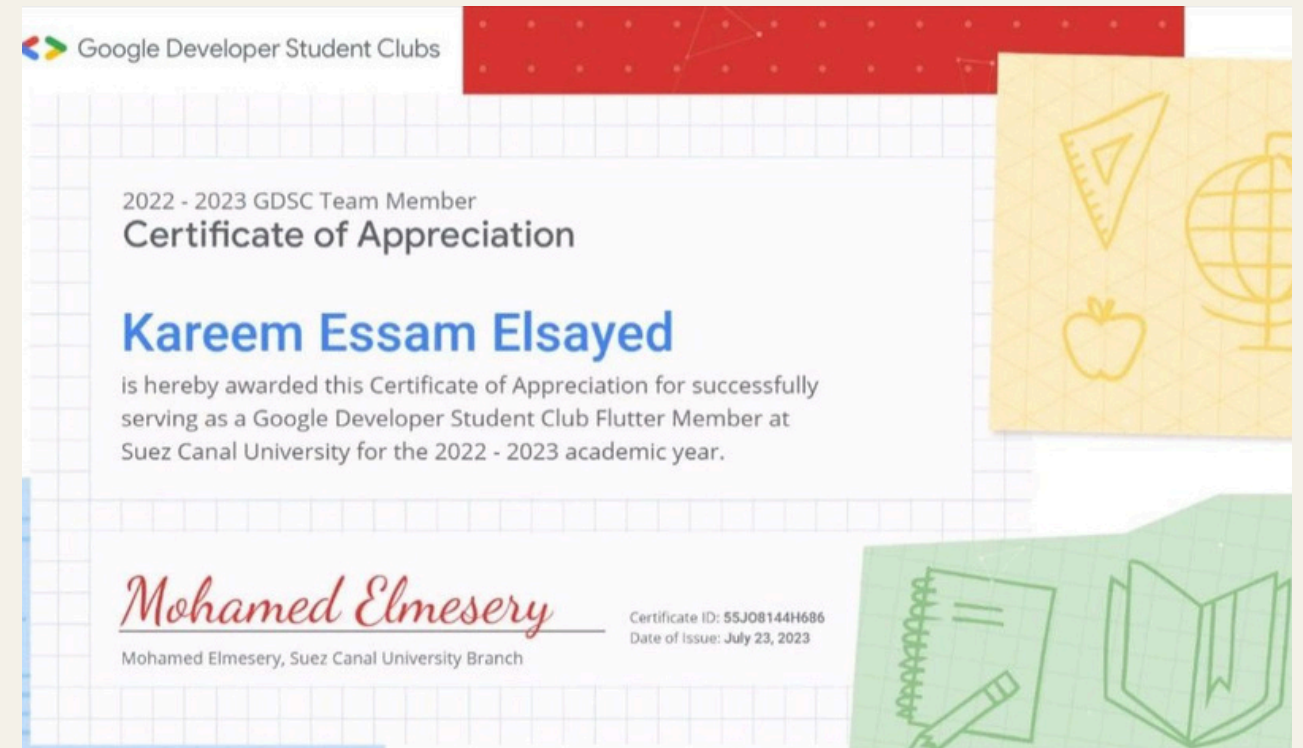 Google Developer Student Clubs
2022 - 2023 GDSC Team Member
Certificate of Appreciation
Kareem Essam Elsayed
is hereby awarded this Certificate of Appreciation for successfully
serving as a Google Developer Student Club Flutter Member at
Suez Canal University for the 2022 - 2023 academic year.
Mohamed Elmesery
Certificate ID: 55JO8144H686
Date of Issue: July 23, 2023
Mohamed Elmesery, Suez Canal University Branch